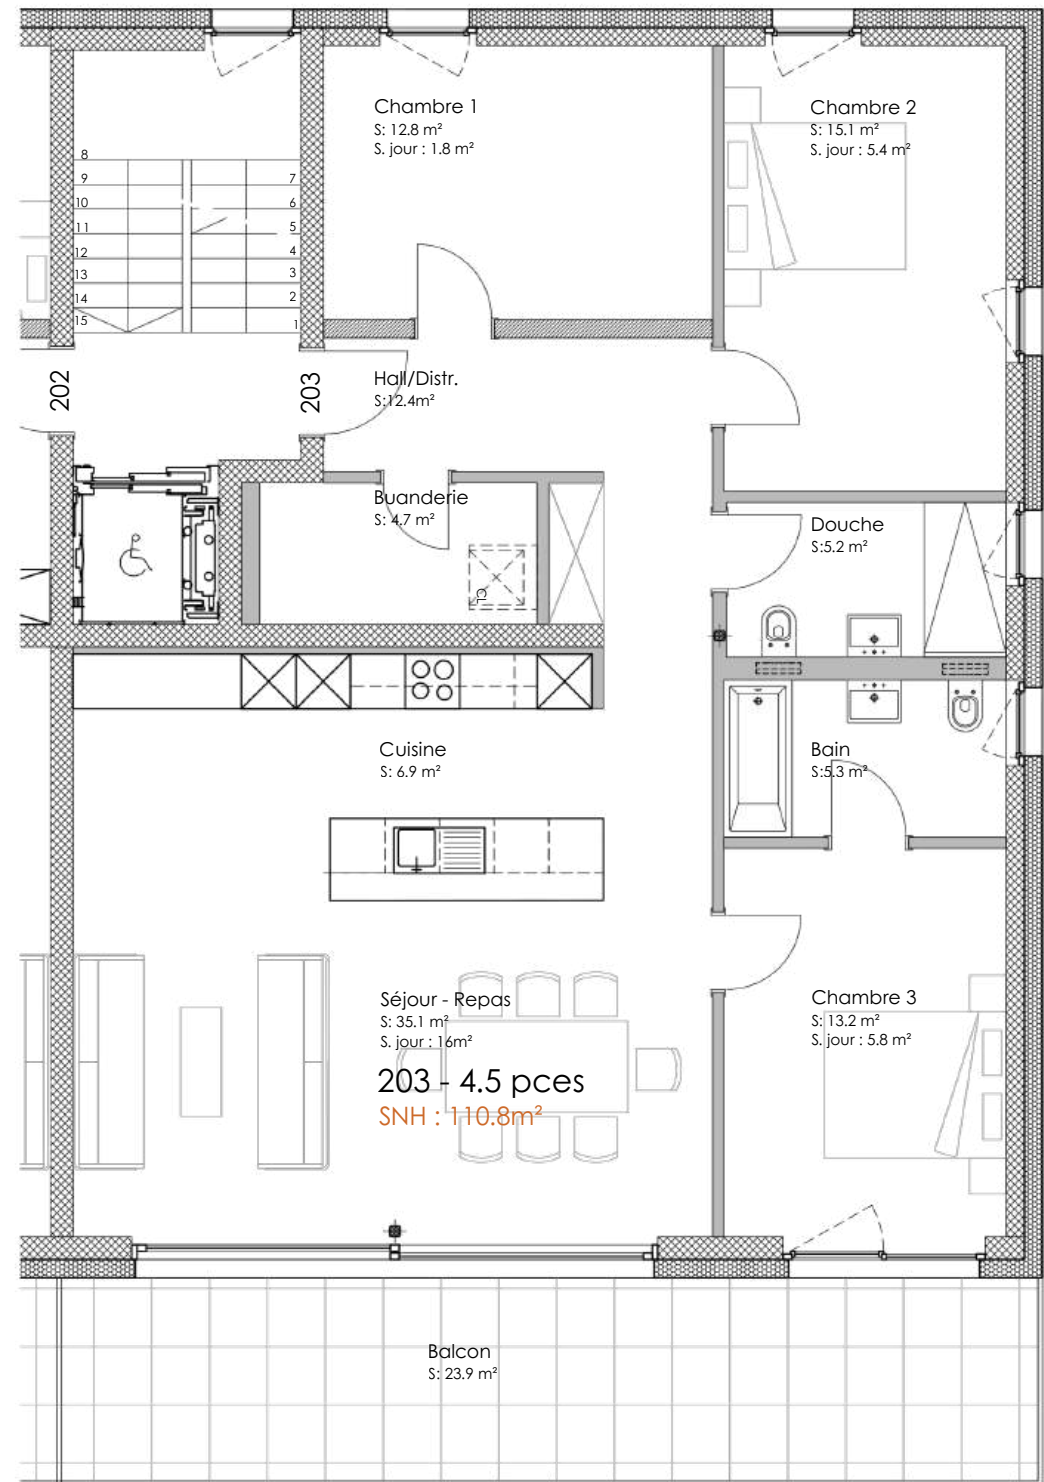 Chambre 1
S: 12.8 m²
S. jour : 1.8 m²
Chambre 2
S: 15.1 m²
S. jour : 5.4 m²
8
9
10
11
12
13
14
15
7
6
5
4
3
2
1
202
203
Hall/Distr.
S:12.4m²
Buanderie
S: 4.7 m²
CL
Douche
S:5.2 m²
Cuisine
S: 6.9 m²
Bain
S:5.3 m²
Séjour - Repas
S: 35.1 m²
S. jour : 16m²
203 - 4.5 pces
SNH : 110.8m²
Chambre 3
S: 13.2 m²
S. jour : 5.8 m²
Balcon
S: 23.9 m²